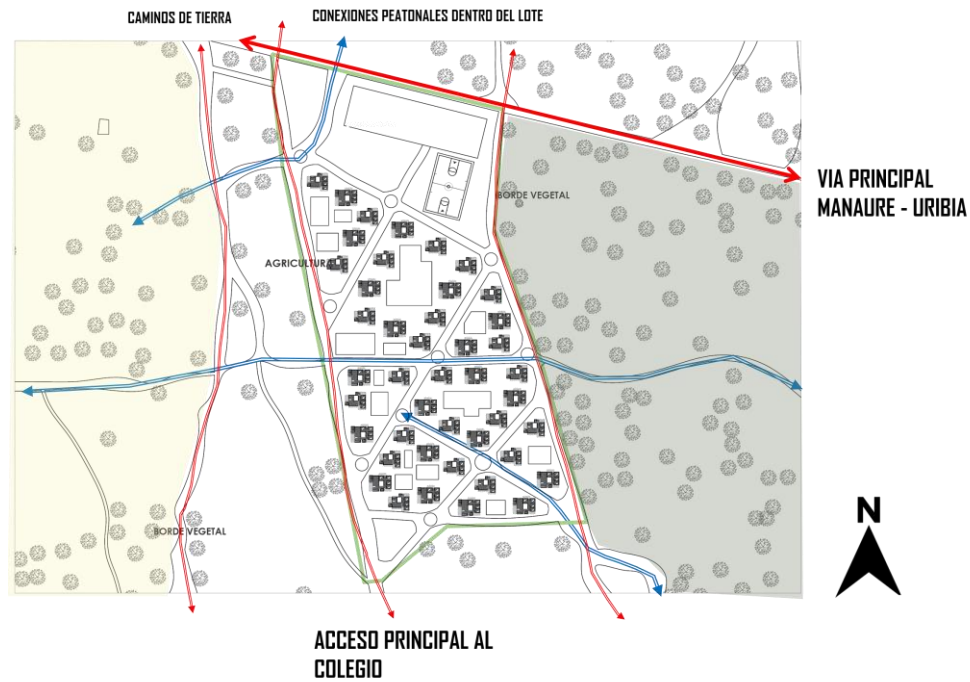 CAMINOS DE TIERRA
CONEXIONES PEATONALES DENTRO DEL LOTE
VIA PRINCIPAL
MANAURE - URIBIA
BORDE VEGETAL
AGRICULTURA
BORDE VEGETAL
N
ACCESO PRINCIPAL AL
COLEGIO